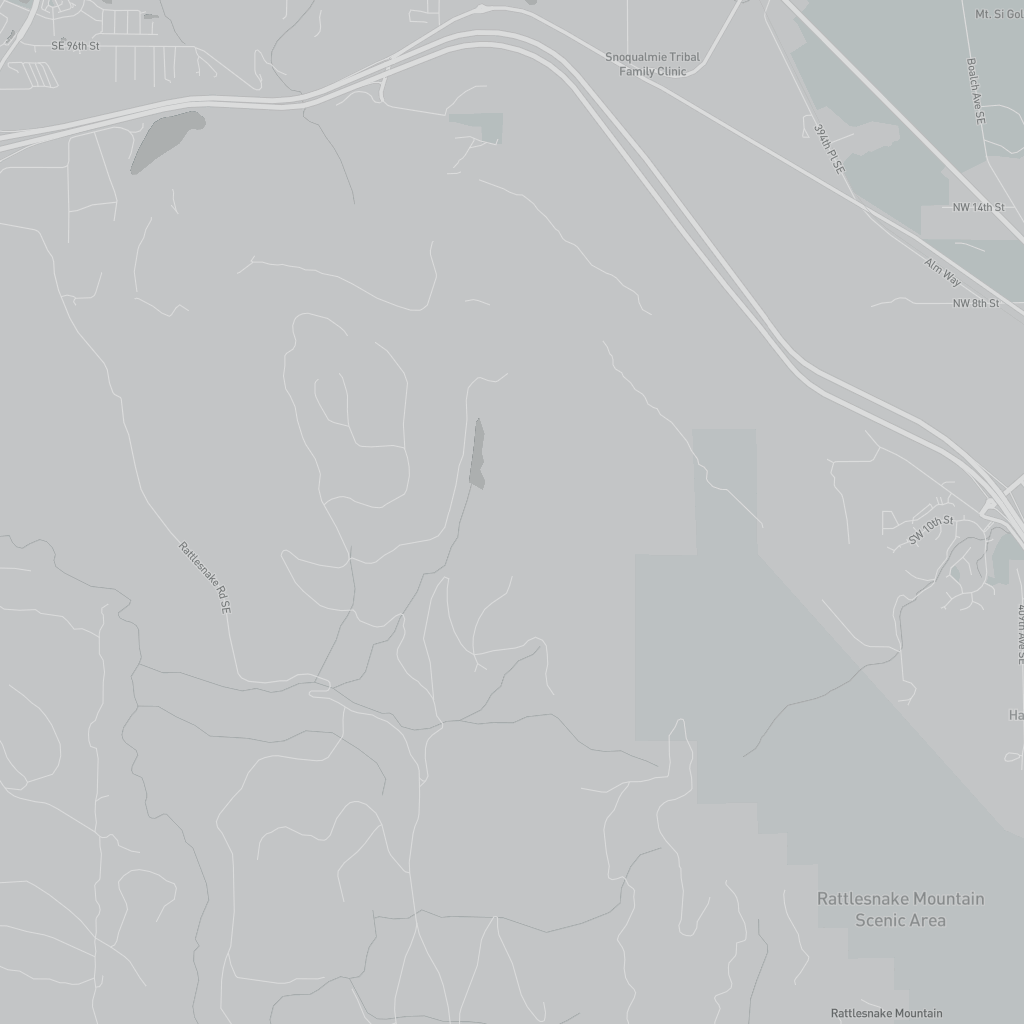 Mt. Si Gol
SE 96th St
Snoqualmie Tribal
Family Clinic
Boalch Ave SE
394th Pl SE
NW 14th St
Alm Way
NW 8th St
SW 10th St
Rattlesnake Rd SE
409th Ave SE
Ha
Rattlesnake Mountain
Scenic Area
Rattlesnake Mountain